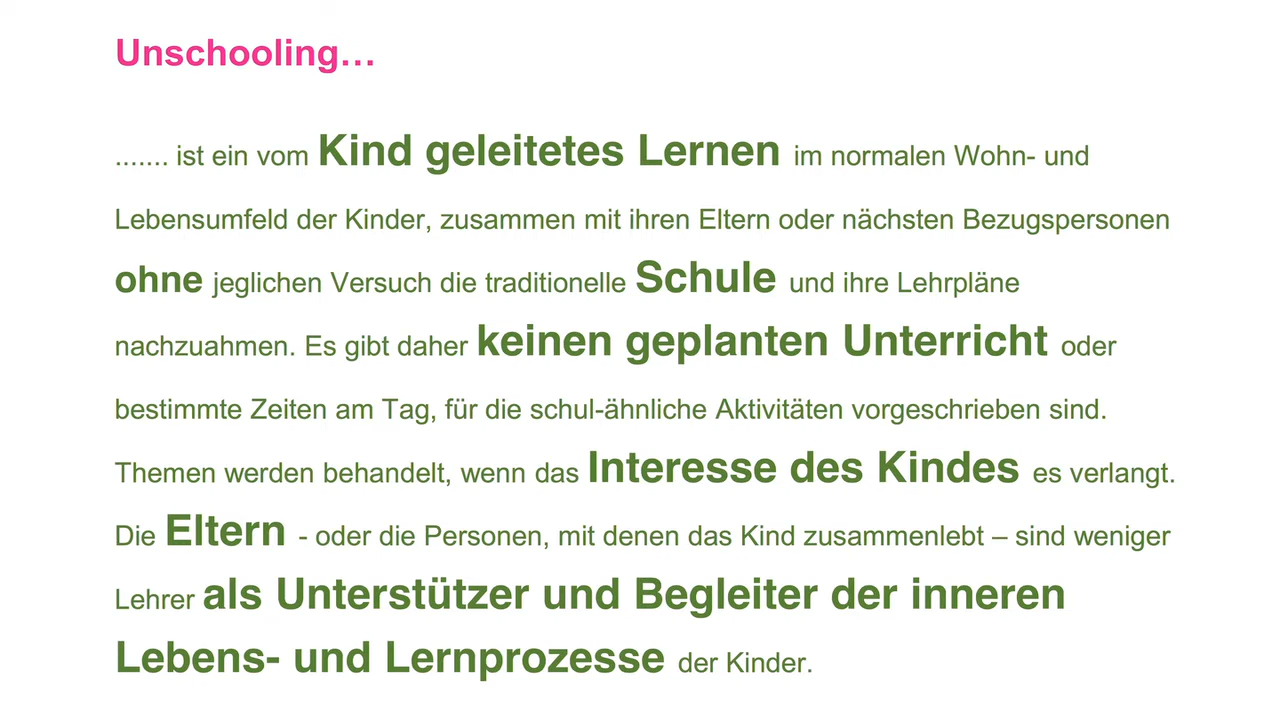 Unschooling…
....... ist ein vom Kind geleitetes Lernen im normalen Wohn- und
Lebensumfeld der Kinder, zusammen mit ihren Eltern oder nächsten Bezugspersonen
ohne jeglichen Versuch die traditionelle Schule und ihre Lehrpläne
nachzuahmen. Es gibt daher keinen geplanten Unterricht oder
bestimmte Zeiten am Tag, für die schul-ähnliche Aktivitäten vorgeschrieben sind.
Themen werden behandelt, wenn das Interesse des Kindes es verlangt.
Die Eltern - oder die Personen, mit denen das Kind zusammenlebt – sind weniger
Lehrer als Unterstützer und Begleiter der inneren
Lebens- und Lernprozesse der Kinder.